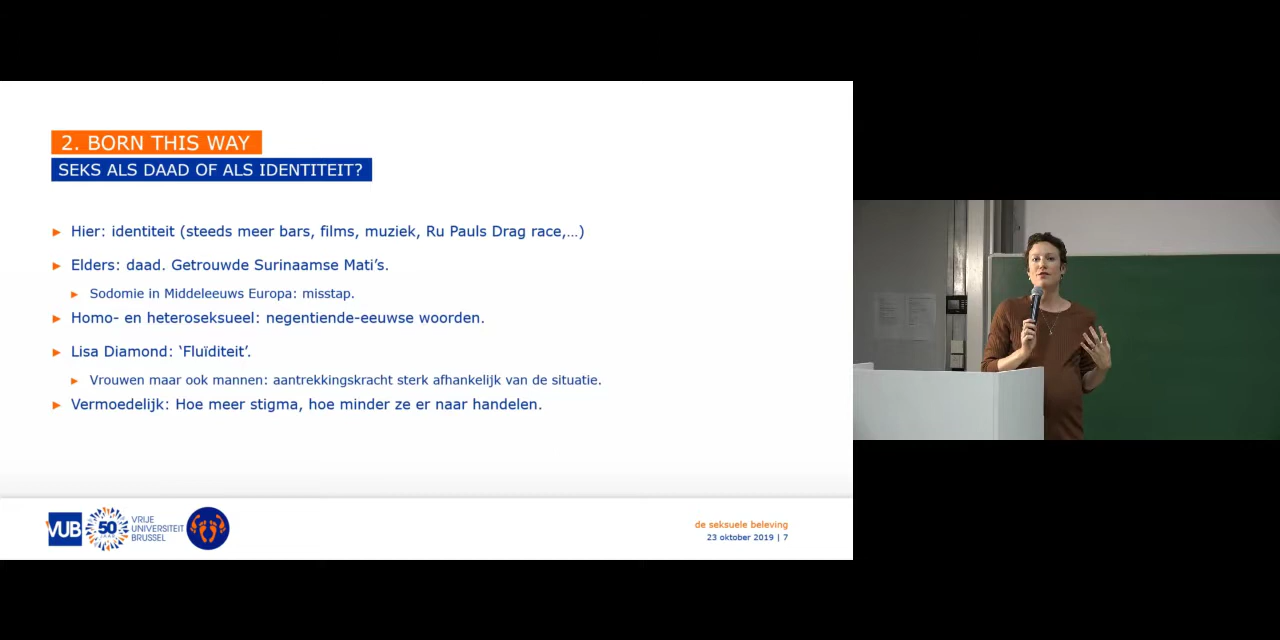 2. BORN THIS WAY
SEKS ALS DAAD OF ALS IDENTITEIT?
► Hier: identiteit (steeds meer bars, films, muziek, Ru Pauls Drag race,...)
► Elders: daad. Getrouwde Surinaamse Mati’s.
► Sodomie in Middeleeuws Europa: misstap.
► Homo- en heteroseksueel: negentiende-eeuwse woorden.
► Lisa Diamond: ‘Fluïditeit’.
► Vrouwen maar ook mannen: aantrekkingskracht sterk afhankelijk van de situatie.
► Vermoedelijk: Hoe meer stigma, hoe minder ze er naar handelen.
VUB
50
JAAR
VRIJE
UNIVERSITEIT
BRUSSEL
de seksuele beleving
23 oktober 2019 | 7